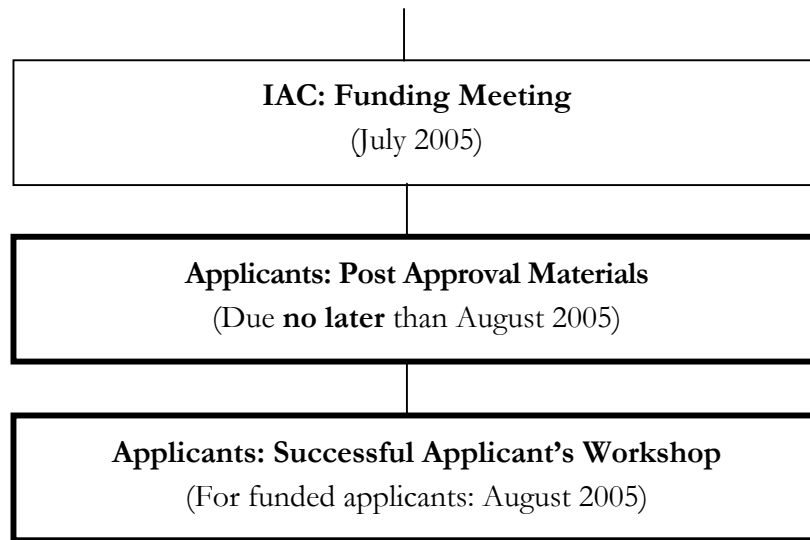 IAC: Funding Meeting
(July 2005)
Applicants: Post Approval Materials
(Due no later than August 2005)
Applicants: Successful Applicant’s Workshop
(For funded applicants: August 2005)